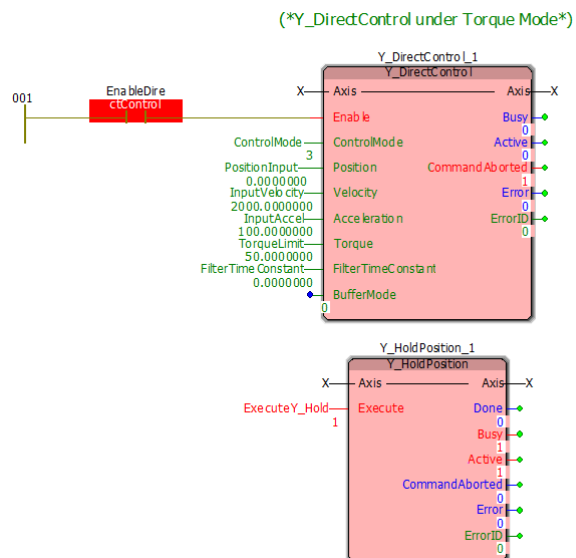 (*Y_DirectControl under Torque Mode*)
Y_DirectControl_1
Y_DirectControl
001
EnableDire
ctControl
X Axis Axis X
Enable Busy
0
ControlMode ControlMode Active
3 0
PositionInput Position CommandAborted
0.0000000 1
InputVelocity Velocity Error
2000.0000000 0
InputAccel Acceleration ErrorID
100.0000000 0
TorqueLimit Torque
50.0000000
FilterTimeConstant FilterTimeConstant
0.0000000
BufferMode
0
Y_HoldPosition_1
Y_HoldPosition
X Axis Axis X
ExecuteY_Hold Execute Done
1 0
Busy
1
Active
1
CommandAborted
0
Error
0
ErrorID
0